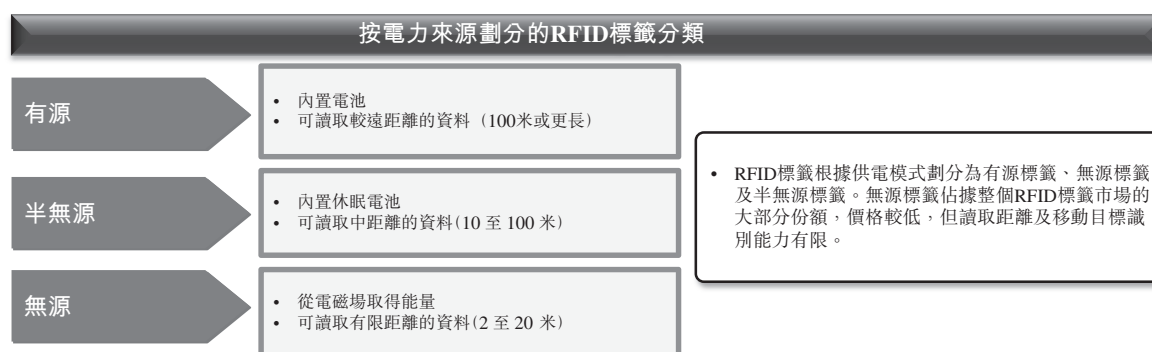 按電力來源劃分的RFID標籤分類
有源
• 內置電池
• 可讀取較遠距離的資料（100米或更長）
半無源
• 內置休眠電池
• 可讀取中距離的資料(10 至 100 米)
無源
• 從電磁場取得能量
• 可讀取有限距離的資料(2 至 20 米)
• RFID標籤根據供電模式劃分為有源標籤、無源標籤
及半無源標籤。無源標籤佔據整個RFID標籤市場的
大部分份額，價格較低，但讀取距離及移動目標識
別能力有限。